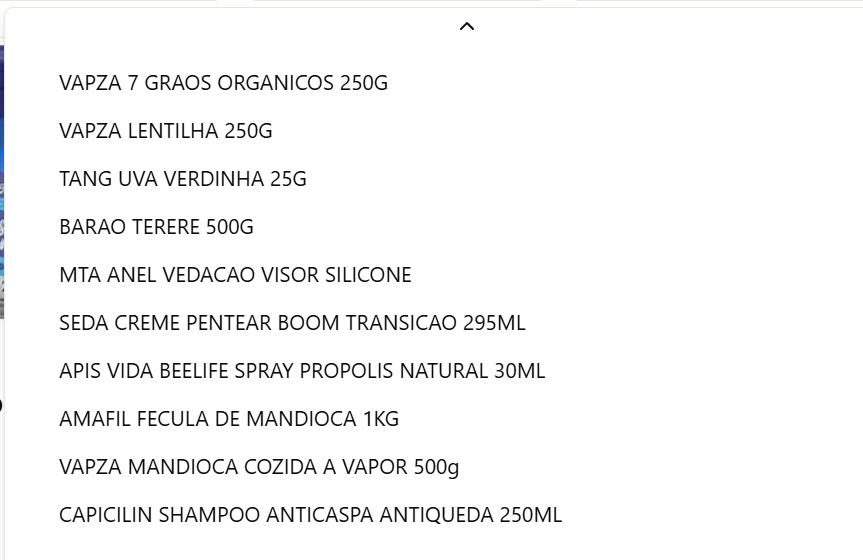 VAPZA 7 GRAOS ORGANICOS 250G
VAPZA LENTILHA 250G
TANG UVA VERDINHA 25G
BARAO TERERE 500G
MTA ANEL VEDACAO VISOR SILICONE
SEDA CREME PENTEAR BOOM TRANSICAO 295ML
APIS VIDA BEELIFE SPRAY PROPOLIS NATURAL 30ML
AMAFIL FECULA DE MANDIOCA 1KG
VAPZA MANDIOCA COZIDA A VAPOR 500g
CAPICILIN SHAMPOO ANTICASPA ANTIQUEDA 250ML